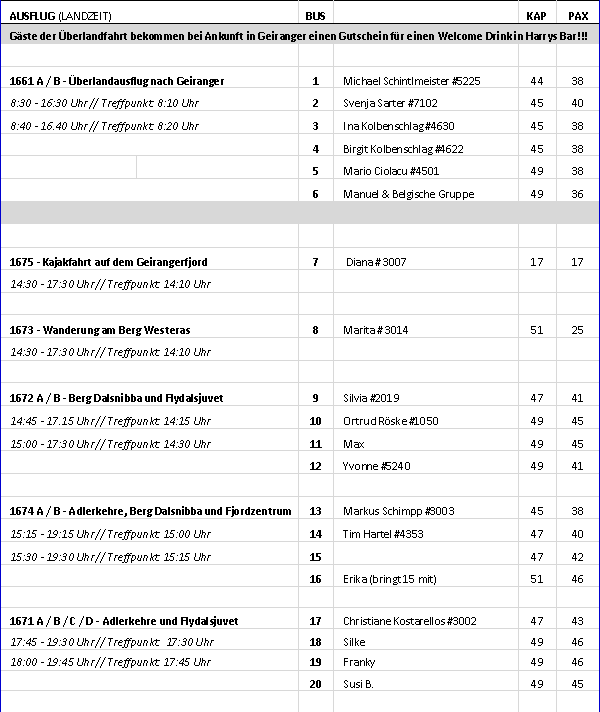 AUSFLUG (LANDZEIT) BUS KAP PAX
Gäste der Überlandfahrt bekommen bei Ankunft in Geiranger einen Gutschein für einen Welcome Drink in Harrys Bar!!!
1661 A / B - Überlandausflug nach Geiranger 1 Michael Schintlmeister #5225 44 38
8:30 - 16:30 Uhr // Treffpunkt: 8:10 Uhr 2 Svenja Sarter #7102 45 40
8:40 - 16.40 Uhr // Treffpunkt: 8:20 Uhr 3 Ina Kolbenschlag #4630 45 38
4 Birgit Kolbenschlag #4622 45 38
5 Mario Ciolacu #4501 49 38
6 Manuel & Belgische Gruppe 49 36
1675 - Kajakfahrt auf dem Geirangerfjord 7 Diana # 3007 17 17
14:30 - 17:30 Uhr // Treffpunkt: 14:10 Uhr
1673 - Wanderung am Berg Westeras 8 Marita # 3014 51 25
14:30 - 17:30 Uhr // Treffpunkt: 14:10 Uhr
1672 A / B - Berg Dalsnibba und Flydalsjuvet 9 Silvia #2019 47 41
14:45 - 17.15 Uhr // Treffpunkt: 14:15 Uhr 10 Ortrud Röske #1050 49 45
15:00 - 17:30 Uhr // Treffpunkt: 14:30 Uhr 11 Max 49 45
12 Yvonne #5240 49 41
1674 A / B - Adlerkehre, Berg Dalsnibba und Fjordzentrum 13 Markus Schimpp #3003 45 38
15:15 - 19:15 Uhr // Treffpunkt: 15:00 Uhr 14 Tim Hartel #4353 47 40
15:30 - 19:30 Uhr // Treffpunkt: 15:15 Uhr 15 47 42
16 Erika (bringt 15 mit) 51 46
1671 A / B / C / D - Adlerkehre und Flydalsjuvet 17 Christiane Kostarellos #3002 47 43
17:45 - 19:30 Uhr // Treffpunkt: 17:30 Uhr 18 Silke 49 46
18:00 - 19:45 Uhr // Treffpunkt: 17:45 Uhr 19 Franky 49 46
20 Susi B. 49 45